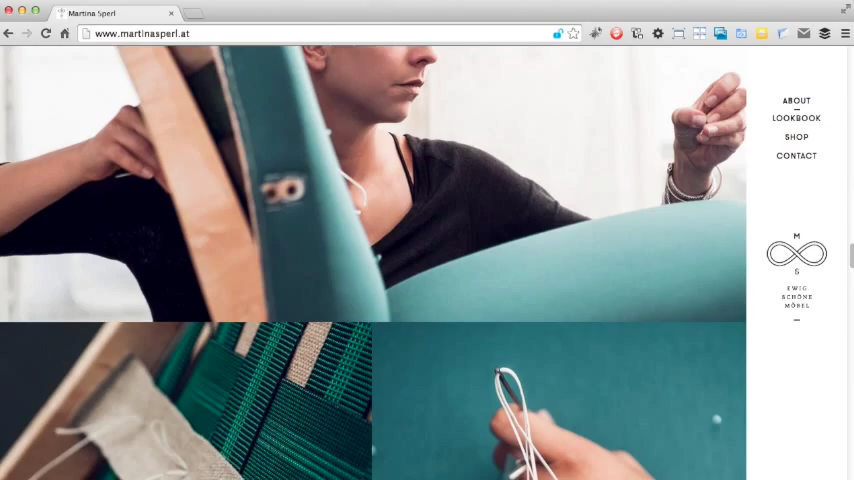 Martina Sperl
www.martinasperl.at
ABOUT
LOOKBOOK
SHOP
CONTACT
M
S
EWIG
SCHÖNE
MÖBEL